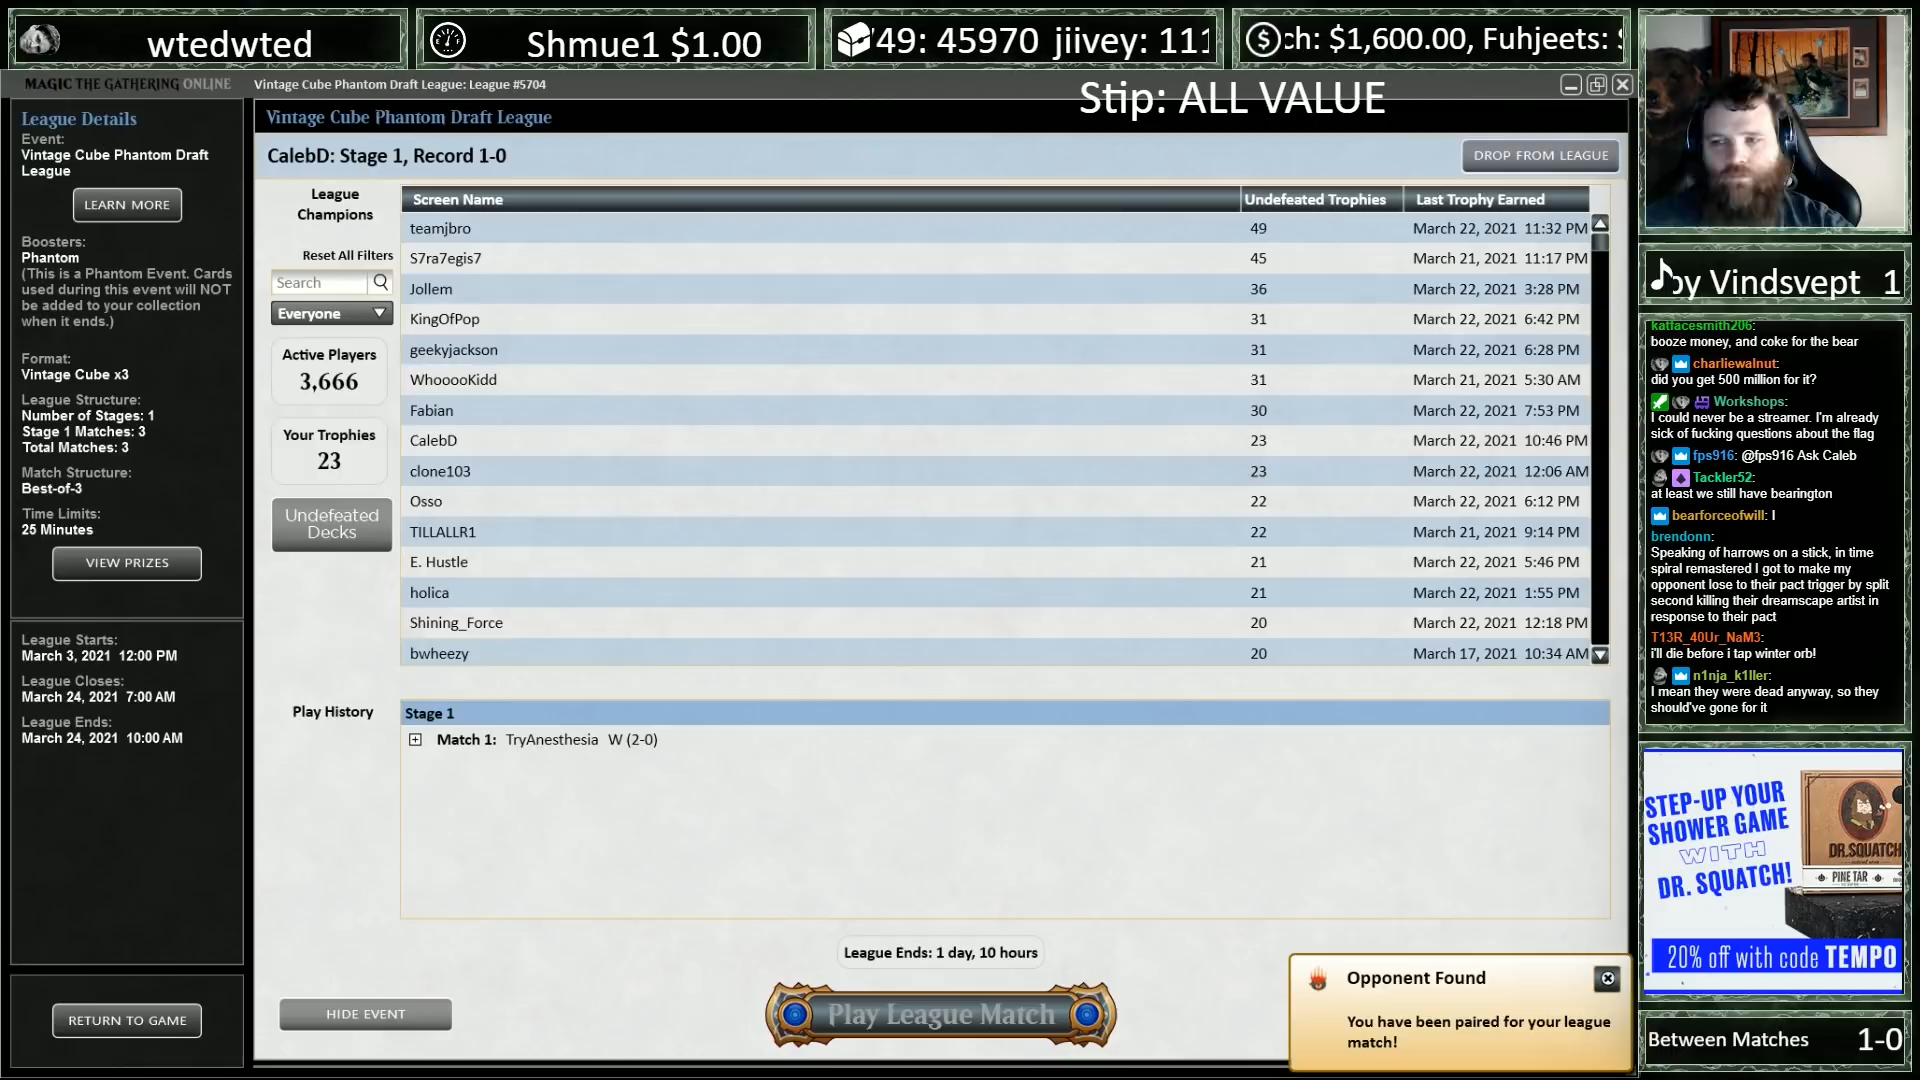 wtedwted
Shmue1 $1.00
'49: 45970 jiivey: 111
ch: $1,600.00, Fuhjeets:
MAGIC THE GATHERING ONLINE
Vintage Cube Phantom Draft League: League #5704
Stip: ALL VALUE
League Details
Event:
Vintage Cube Phantom Draft
League
LEARN MORE
Boosters:
Phantom
(This is a Phantom Event. Cards
used during this event will NOT
be added to your collection
when it ends.)
Format:
Vintage Cube x3
League Structure:
Number of Stages: 1
Stage 1 Matches: 3
Total Matches: 3
Match Structure:
Best-of-3
Time Limits:
25 Minutes
VIEW PRIZES
League Starts:
March 3, 2021 12:00 PM
League Closes:
March 24, 2021 7:00 AM
League Ends:
March 24, 2021 10:00 AM
RETURN TO GAME
Vintage Cube Phantom Draft League
CalebD: Stage 1, Record 1-0
DROP FROM LEAGUE
League
Champions
Reset All Filters
Search
Everyone
Active Players
3,666
Your Trophies
23
Undefeated
Decks
Screen Name Undefeated Trophies Last Trophy Earned
teamjbro 49 March 22, 2021 11:32 PM
S7ra7egis7 45 March 21, 2021 11:17 PM
Jollem 36 March 22, 2021 3:28 PM
KingOfPop 31 March 22, 2021 6:42 PM
geekyjackson 31 March 22, 2021 6:28 PM
WhooooKidd 31 March 21, 2021 5:30 AM
Fabian 30 March 22, 2021 7:53 PM
CalebD 23 March 22, 2021 10:46 PM
clone103 23 March 22, 2021 12:06 AM
Osso 22 March 22, 2021 6:12 PM
TILLALLR1 22 March 21, 2021 9:14 PM
E. Hustle 21 March 22, 2021 5:46 PM
holica 21 March 22, 2021 1:55 PM
Shining_Force 20 March 22, 2021 12:18 PM
bwheezy 20 March 17, 2021 10:34 AM
Play History
Stage 1
Match 1: TryAnesthesia W (2-0)
League Ends: 1 day, 10 hours
HIDE EVENT
Play League Match
Opponent Found
You have been paired for your league
match!
by Vindsvept 1
katfacesmith206:
booze money, and coke for the bear
charliewalnut:
did you get 500 million for it?
Workshops:
I could never be a streamer. I'm already
sick of fucking questions about the flag
fps916: @fps916 Ask Caleb
Tackler52:
at least we still have bearington
bearforceofwill: I
brendonn:
Speaking of harrows on a stick, in time
spiral remastered I got to make my
opponent lose to their pact trigger by split
second killing their dreamscape artist in
response to their pact
T13R_40Ur_NaM3:
i'll die before i tap winter orb!
n1nja_k1ller:
I mean they were dead anyway, so they
should've gone for it
STEP-UP YOUR
SHOWER GAME
WITH
DR. SQUATCH!
DR.SQUATCH
PINE TAR
20% off with code TEMPO
Between Matches 1-0